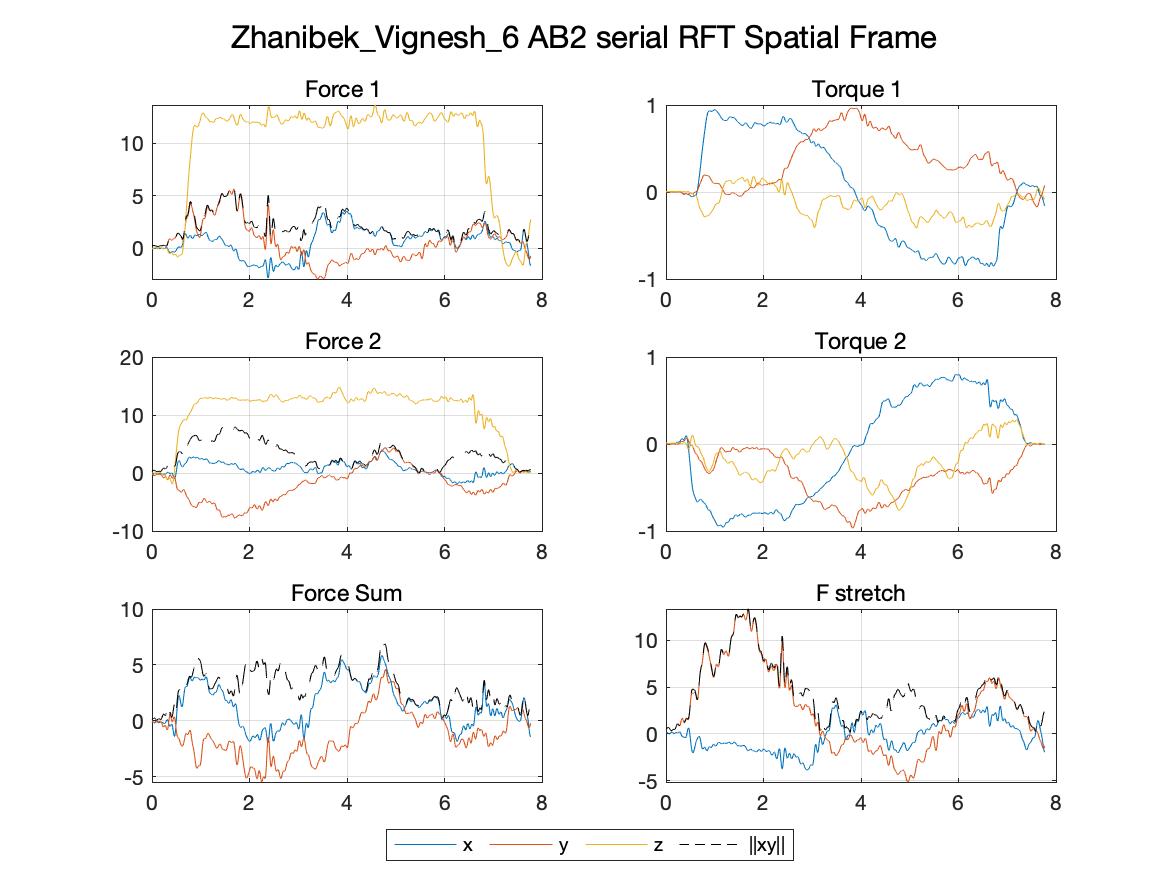 Zhanibek_Vignesh_6 AB2 serial RFT Spatial Frame
Force 1
10
5
0
0 2 4 6 8
Torque 1
1
0
-1
0 2 4 6 8
Force 2
20
10
0
-10
0 2 4 6 8
Torque 2
1
0
-1
0 2 4 6 8
Force Sum
10
5
0
-5
0 2 4 6 8
F stretch
10
5
0
-5
0 2 4 6 8
x y z ||xy||